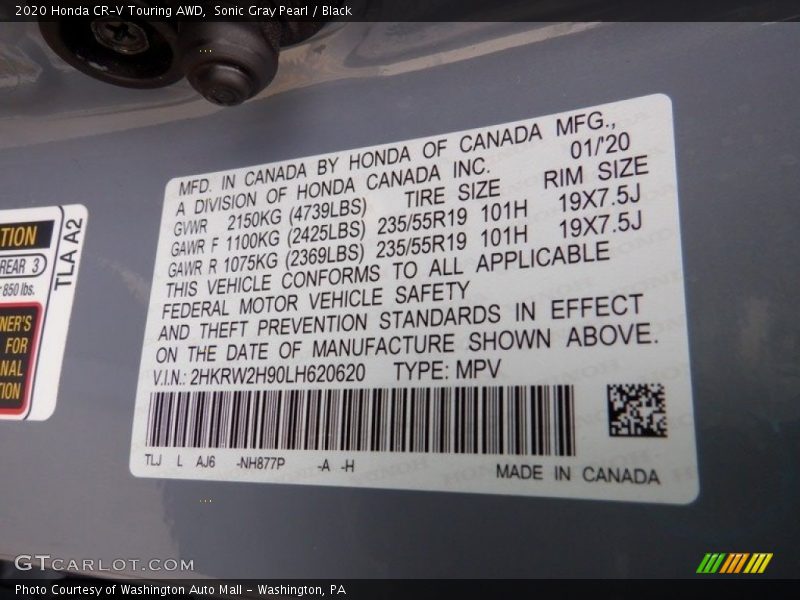 2020 Honda CR-V Touring AWD, Sonic Gray Pearl / Black
MFD. IN CANADA BY HONDA OF CANADA MFG.,
A DIVISION OF HONDA CANADA INC. 01/'20
GVWR 2150KG (4739LBS) TIRE SIZE RIM SIZE
GAWR F 1100KG (2425LBS) 235/55R19 101H 19X7.5J
GAWR R 1075KG (2369LBS) 235/55R19 101H 19X7.5J
THIS VEHICLE CONFORMS TO ALL APPLICABLE
FEDERAL MOTOR VEHICLE SAFETY
AND THEFT PREVENTION STANDARDS IN EFFECT
ON THE DATE OF MANUFACTURE SHOWN ABOVE.
V.I.N.: 2HKRW2H90LH620620 TYPE: MPV
TLJ L AJ6 -NH877P -A -H
MADE IN CANADA
TION
REAR 3
850 lbs.
NER'S
FOR
NAL
TION
TLA A2
GTCARLOT.COM
Photo Courtesy of Washington Auto Mall - Washington, PA